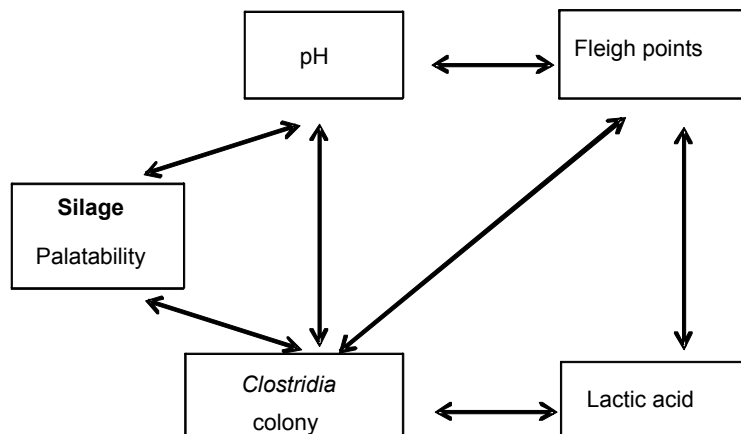 pH
Fleigh points
Silage
Palatability
Clostridia
colony
Lactic acid